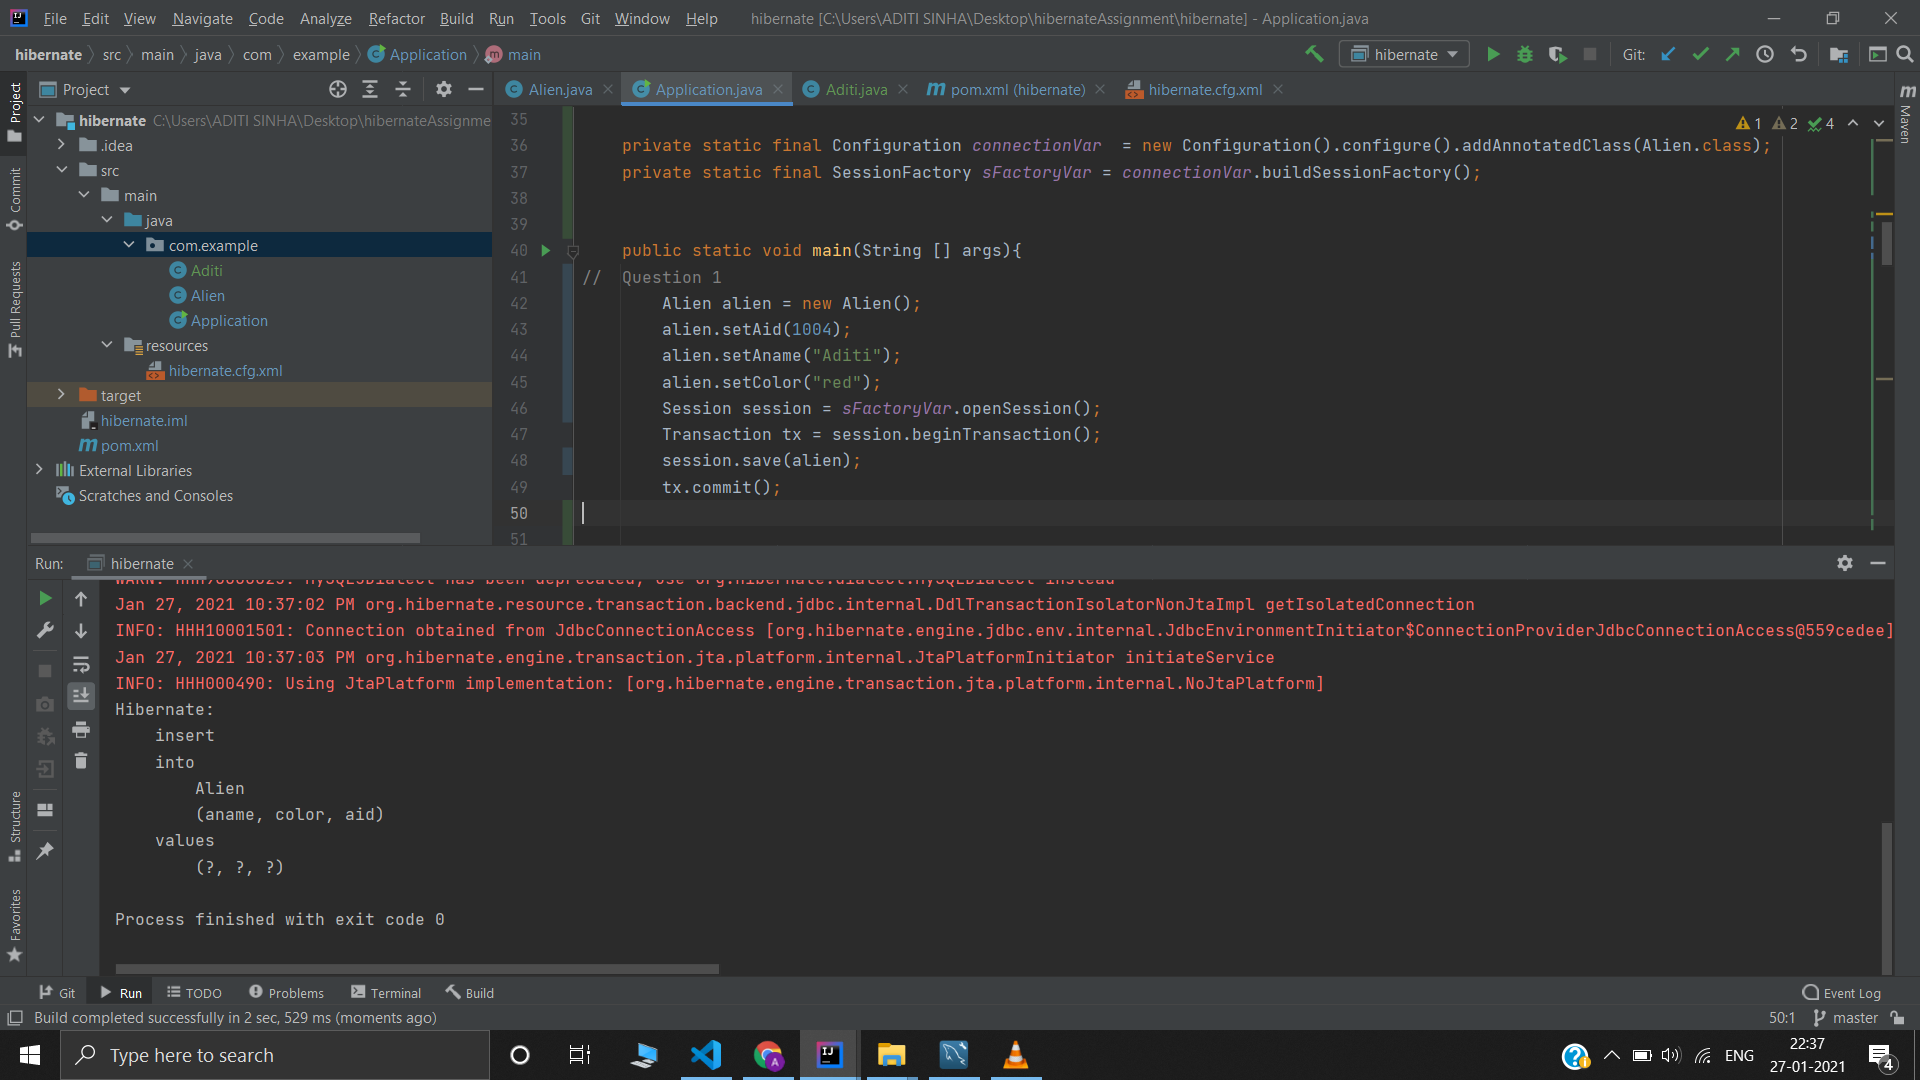 File Edit View Navigate Code Analyze Refactor Build Run Tools Git Window Help hibernate [C:\Users\ADITI SINHA\Desktop\hibernateAssignment\hibernate] - Application.java
hibernate src main java com example Application main
hibernate
Git:
Project
Alien.java Application.java Aditi.java pom.xml (hibernate) hibernate.cfg.xml
hibernate C:\Users\ADITI SINHA\Desktop\hibernateAssignme
.idea
src
main
java
com.example
Aditi
Alien
Application
resources
hibernate.cfg.xml
target
hibernate.iml
pom.xml
External Libraries
Scratches and Consoles
Project
Commit
Pull Requests
Structure
Favorites
Maven
1 2 4
35
36 private static final Configuration connectionVar  = new Configuration().configure().addAnnotatedClass(Alien.class);
37 private static final SessionFactory sFactoryVar = connectionVar.buildSessionFactory();
38
39
40 public static void main(String [] args){
41 //  Question 1
42 Alien alien = new Alien();
43 alien.setAid(1004);
44 alien.setAname("Aditi");
45 alien.setColor("red");
46 Session session = sFactoryVar.openSession();
47 Transaction tx = session.beginTransaction();
48 session.save(alien);
49 tx.commit();
50
51
Run: hibernate
WARN: HHH90000025: MySQL5Dialect has been deprecated; use org.hibernate.dialect.MySQLDialect instead
Jan 27, 2021 10:37:02 PM org.hibernate.resource.transaction.backend.jdbc.internal.DdlTransactionIsolatorNonJtaImpl getIsolatedConnection
INFO: HHH10001501: Connection obtained from JdbcConnectionAccess [org.hibernate.engine.jdbc.env.internal.JdbcEnvironmentInitiator$ConnectionProviderJdbcConnectionAccess@559cedee]
Jan 27, 2021 10:37:03 PM org.hibernate.engine.transaction.jta.platform.internal.JtaPlatformInitiator initiateService
INFO: HHH000490: Using JtaPlatform implementation: [org.hibernate.engine.transaction.jta.platform.internal.NoJtaPlatform]
Hibernate:
insert
into
Alien
(aname, color, aid)
values
(?, ?, ?)
Process finished with exit code 0
Git Run TODO Problems Terminal Build Event Log
Build completed successfully in 2 sec, 529 ms (moments ago) 50:1 master
Type here to search
ENG
22:37
27-01-2021
4